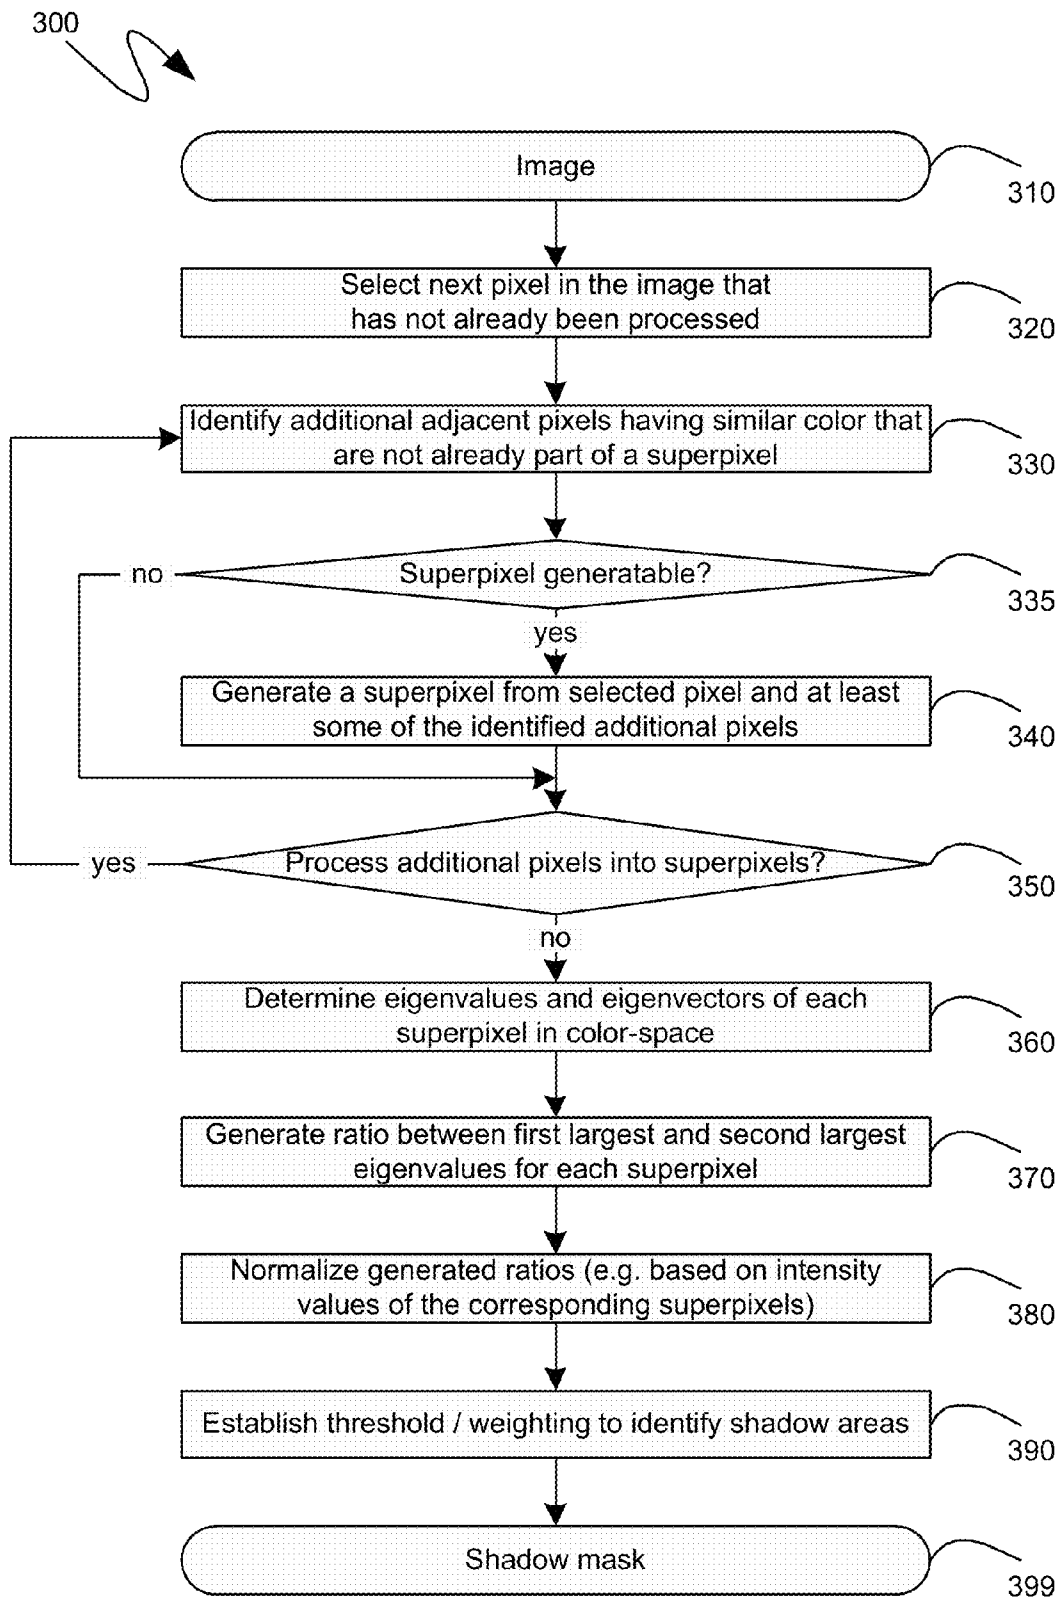 300
Image
310
Select next pixel in the image that
has not already been processed
320
Identify additional adjacent pixels having similar color that
are not already part of a superpixel
330
no
Superpixel generatable?
335
yes
Generate a superpixel from selected pixel and at least
some of the identified additional pixels
340
yes
Process additional pixels into superpixels?
350
no
Determine eigenvalues and eigenvectors of each
superpixel in color-space
360
Generate ratio between first largest and second largest
eigenvalues for each superpixel
370
Normalize generated ratios (e.g. based on intensity
values of the corresponding superpixels)
380
Establish threshold / weighting to identify shadow areas
390
Shadow mask
399